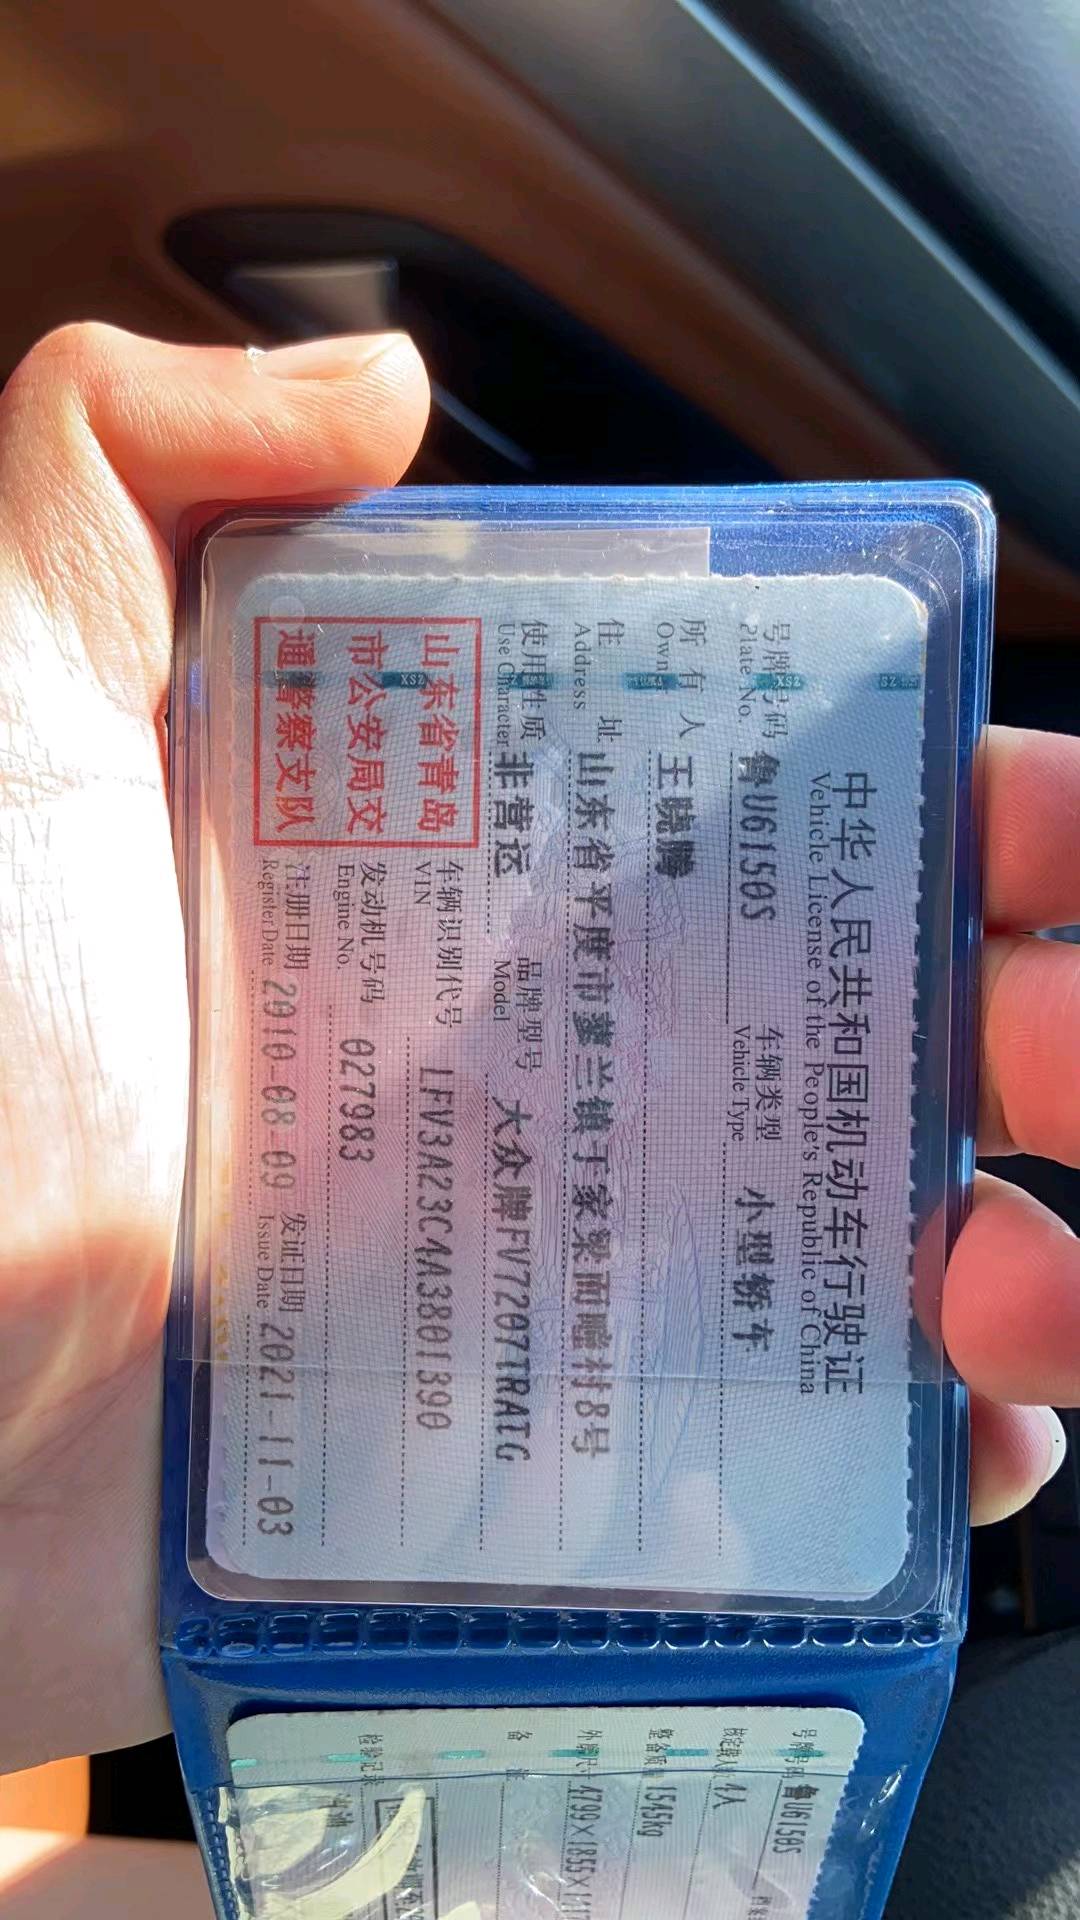 中华人民共和国机动车行驶证
Vehicle License of the People's Republic of China
号牌号码 鲁U6150S 车辆类型 小型轿车
Plate No. Vehicle Type
所有人 王晓腾
Owner
住址 山东省平度市蓼兰镇丁家梁而疃村8号
Address
使用性质 非营运 品牌型号 大众牌FV7207TRATG
Use Character Model
山东省青岛
市公安局交
通警察支队
车辆识别代号 LFV3A23C4A3801390
VIN
发动机号码 027983
Engine No.
注册日期 2010-08-09 发证日期 2021-11-03
Register Date Issue Date
号牌号码 鲁U6150S
核定载人 4人
整备质量 1545kg
外廓尺 4799×1855×
备
检验记录